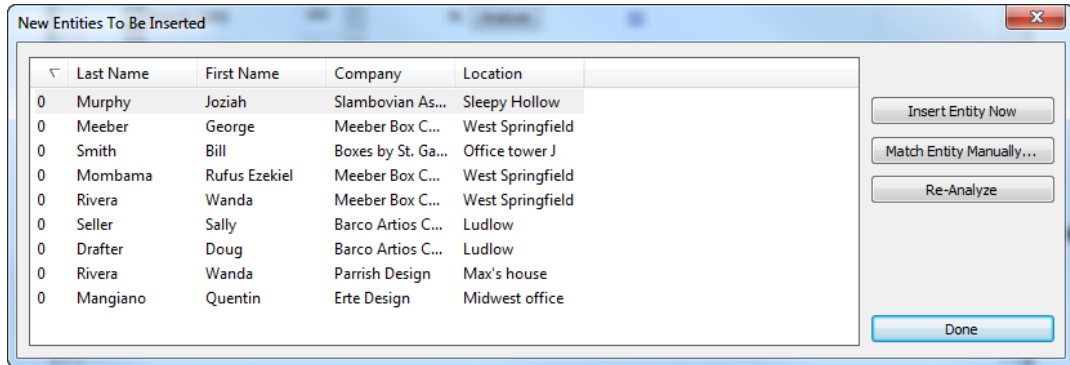 New Entities To Be Inserted
Last Name First Name Company Location
0 Murphy Joziah Slambovian As... Sleepy Hollow
0 Meeber George Meeber Box C... West Springfield
0 Smith Bill Boxes by St. Ga... Office tower J
0 Mombama Rufus Ezekiel Meeber Box C... West Springfield
0 Rivera Wanda Meeber Box C... West Springfield
0 Seller Sally Barco Artios C... Ludlow
0 Drafter Doug Barco Artios C... Ludlow
0 Rivera Wanda Parrish Design Max's house
0 Mangiano Quentin Erte Design Midwest office
Insert Entity Now
Match Entity Manually...
Re-Analyze
Done